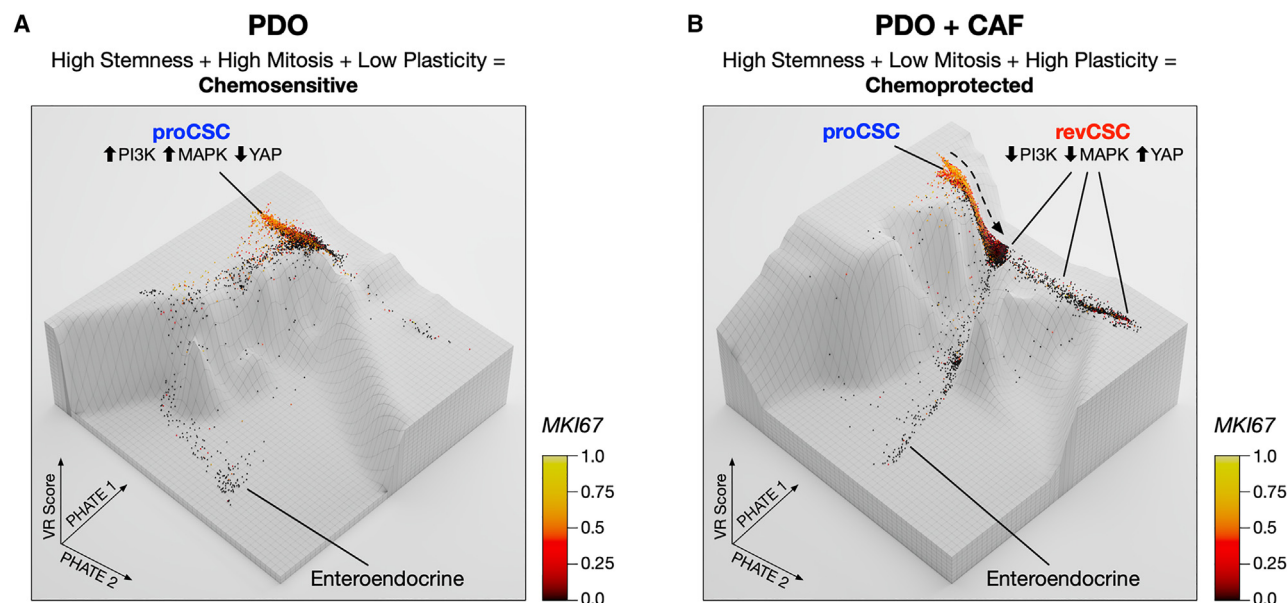 A
PDO
High Stemness + High Mitosis + Low Plasticity =
Chemosensitive
proCSC
⬆PI3K ⬆MAPK ⬇YAP
VR Score
PHATE 1
PHATE 2
Enteroendocrine
MKI67
1.0
0.75
0.5
0.25
0.0
B
PDO + CAF
High Stemness + Low Mitosis + High Plasticity =
Chemoprotected
proCSC
revCSC
⬇PI3K ⬇MAPK ⬆YAP
VR Score
PHATE 1
PHATE 2
Enteroendocrine
MKI67
1.0
0.75
0.5
0.25
0.0